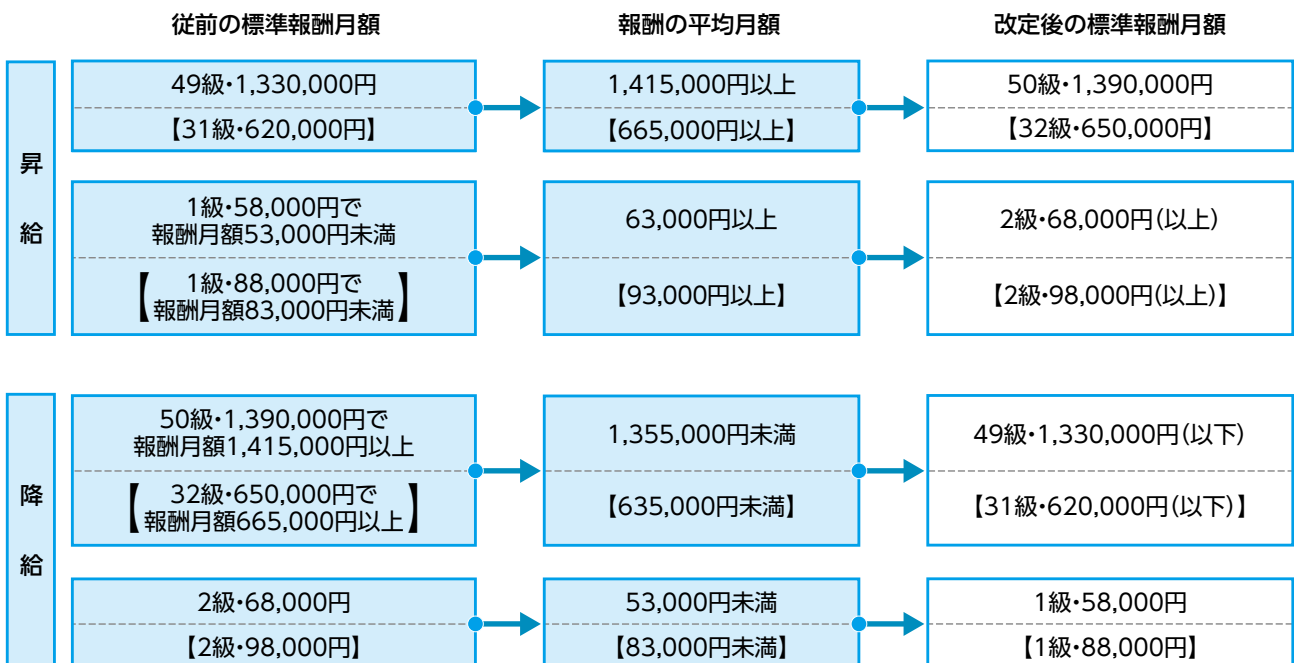 従前の標準報酬月額
報酬の平均月額
改定後の標準報酬月額
昇給
49級・1,330,000円
【31級・620,000円】
1,415,000円以上
【665,000円以上】
50級・1,390,000円
【32級・650,000円】
1級・58,000円で
報酬月額53,000円未満
【1級・88,000円で
報酬月額83,000円未満】
63,000円以上
【93,000円以上】
2級・68,000円(以上)
【2級・98,000円(以上)】
降給
50級・1,390,000円で
報酬月額1,415,000円以上
【32級・650,000円で
報酬月額665,000円以上】
1,355,000円未満
【635,000円未満】
49級・1,330,000円(以下)
【31級・620,000円(以下)】
2級・68,000円
【2級・98,000円】
53,000円未満
【83,000円未満】
1級・58,000円
【1級・88,000円】